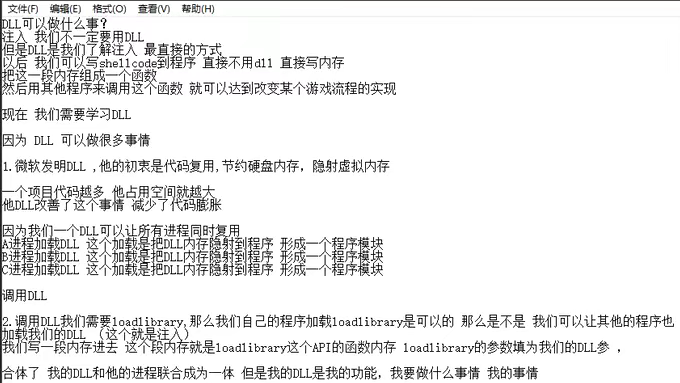 文件(F) 编辑(E) 格式(O) 查看(V) 帮助(H)
DLL可以做什么事?
注入 我们不一定要用DLL
但是DLL是我们了解注入 最直接的方式
以后 我们可以写shellcode到程序 直接不用dll 直接写内存
把这一段内存组成一个函数
然后用其他程序来调用这个函数 就可以达到改变某个游戏流程的实现
现在 我们需要学习DLL
因为 DLL 可以做很多事情
1.微软发明DLL ,他的初衷是代码复用,节约硬盘内存，隐射虚拟内存
一个项目代码越多 他占用空间就越大
他DLL改善了这个事情 减少了代码膨胀
因为我们一个DLL可以让所有进程同时复用
A进程加载DLL 这个加载是把DLL内存隐射到程序 形成一个程序模块
B进程加载DLL 这个加载是把DLL内存隐射到程序 形成一个程序模块
C进程加载DLL 这个加载是把DLL内存隐射到程序 形成一个程序模块
调用DLL
2.调用DLL我们需要loadlibrary,那么我们自己的程序加载loadlibrary是可以的 那么是不是 我们可以让其他的程序也
加载我们的DLL （这个就是注入）
我们写一段内存进去 这个段内存就是loadlibrary这个API的函数内存 loadlibrary的参数填为我们的DLL参 ，
合体了 我的DLL和他的进程联合成为一体 但是我的DLL是我的功能，我要做什么事情 我的事情